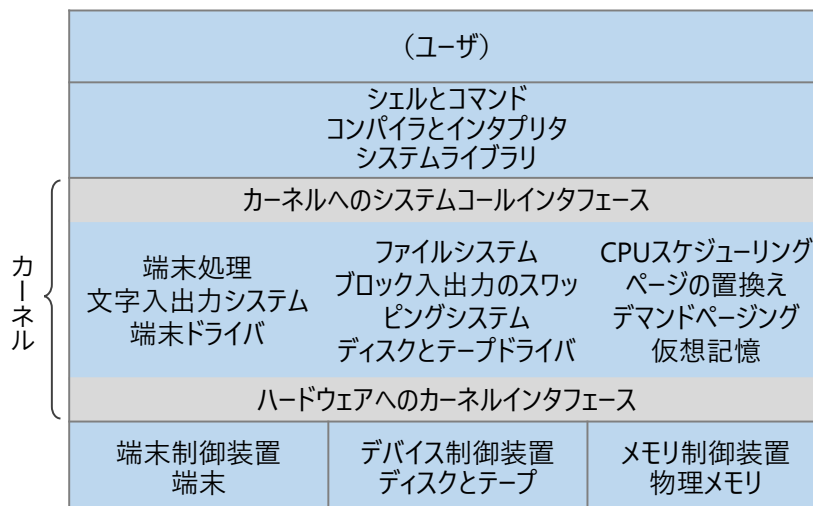 (ユーザ)
シェルとコマンド
コンパイラとインタプリタ
システムライブラリ
カーネル
カーネルへのシステムコールインタフェース
端末処理
文字入出力システム
端末ドライバ
ファイルシステム
ブロック入出力のスワッ
ピングシステム
ディスクとテープドライバ
CPUスケジューリング
ページの置換え
デマンドページング
仮想記憶
ハードウェアへのカーネルインタフェース
端末制御装置
端末
デバイス制御装置
ディスクとテープ
メモリ制御装置
物理メモリ